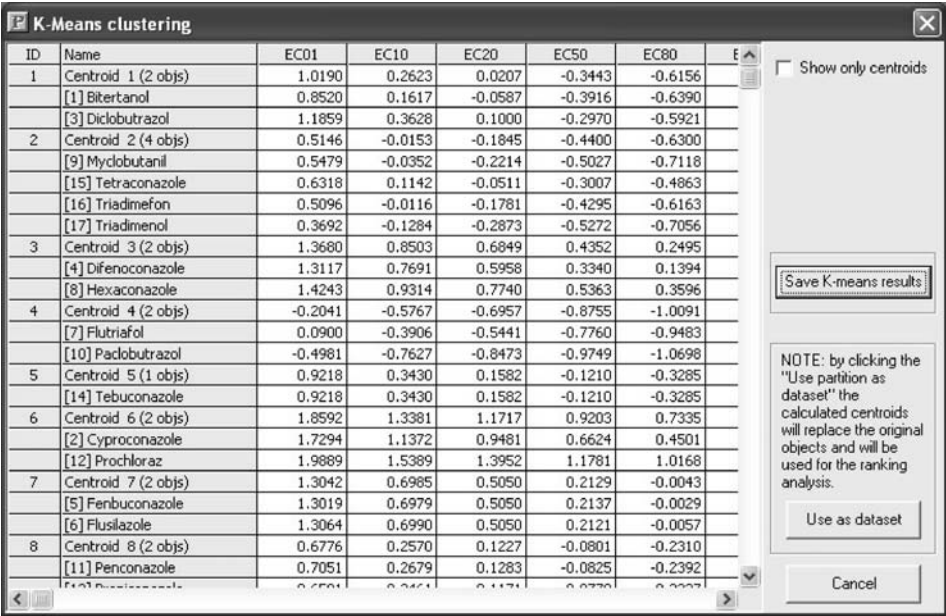 K-Means clustering
ID Name EC01 EC10 EC20 EC50 EC80
1 Centroid 1 (2 objs) 1.0190 0.2623 0.0207 -0.3443 -0.6156
[1] Bitertanol 0.8520 0.1617 -0.0587 -0.3916 -0.6390
[3] Diclobutrazol 1.1859 0.3628 0.1000 -0.2970 -0.5921
2 Centroid 2 (4 objs) 0.5146 -0.0153 -0.1845 -0.4400 -0.6300
[9] Myclobutanil 0.5479 -0.0352 -0.2214 -0.5027 -0.7118
[15] Tetraconazole 0.6318 0.1142 -0.0511 -0.3007 -0.4863
[16] Triadimefon 0.5096 -0.0116 -0.1781 -0.4295 -0.6163
[17] Triadimenol 0.3692 -0.1284 -0.2873 -0.5272 -0.7056
3 Centroid 3 (2 objs) 1.3680 0.8503 0.6849 0.4352 0.2495
[4] Difenoconazole 1.3117 0.7691 0.5958 0.3340 0.1394
[8] Hexaconazole 1.4243 0.9314 0.7740 0.5363 0.3596
4 Centroid 4 (2 objs) -0.2041 -0.5767 -0.6957 -0.8755 -1.0091
[7] Flutriafol 0.0900 -0.3906 -0.5441 -0.7760 -0.9483
[10] Paclobutrazol -0.4981 -0.7627 -0.8473 -0.9749 -1.0698
5 Centroid 5 (1 objs) 0.9218 0.3430 0.1582 -0.1210 -0.3285
[14] Tebuconazole 0.9218 0.3430 0.1582 -0.1210 -0.3285
6 Centroid 6 (2 objs) 1.8592 1.3381 1.1717 0.9203 0.7335
[2] Cyproconazole 1.7294 1.1372 0.9481 0.6624 0.4501
[12] Prochloraz 1.9889 1.5389 1.3952 1.1781 1.0168
7 Centroid 7 (2 objs) 1.3042 0.6985 0.5050 0.2129 -0.0043
[5] Fenbuconazole 1.3019 0.6979 0.5050 0.2137 -0.0029
[6] Flusilazole 1.3064 0.6990 0.5050 0.2121 -0.0057
8 Centroid 8 (2 objs) 0.6776 0.2570 0.1227 -0.0801 -0.2310
[11] Penconazole 0.7051 0.2679 0.1283 -0.0825 -0.2392
Show only centroids
Save K-means results
NOTE: by clicking the
"Use partition as
dataset" the
calculated centroids
will replace the original
objects and will be
used for the ranking
analysis.
Use as dataset
Cancel